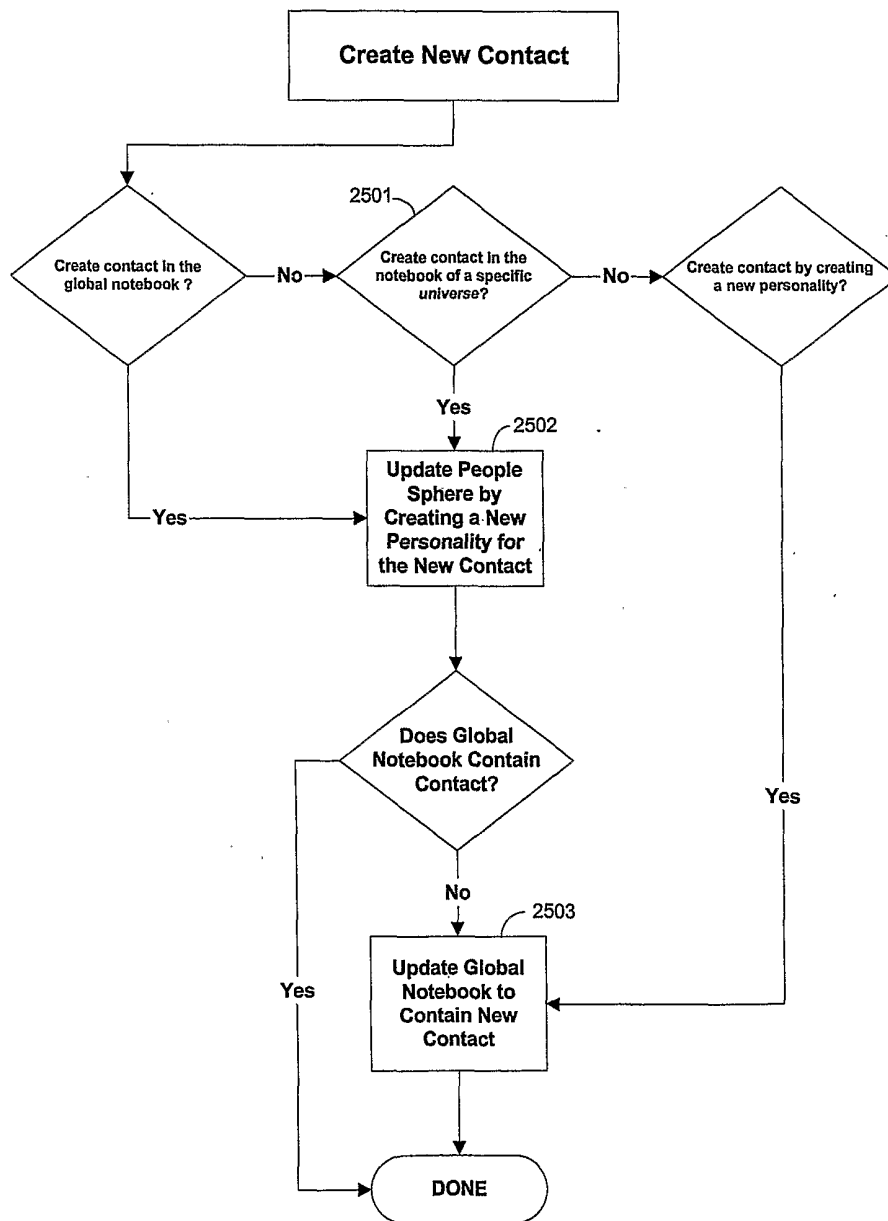 Create New Contact
2501
Create contact in the
global notebook ?
No
Create contact in the
notebook of a specific
universe?
No
Create contact by creating
a new personality?
Yes
2502
Update People
Sphere by
Creating a New
Personality for
the New Contact
Yes
Does Global
Notebook Contain
Contact?
Yes
No
2503
Update Global
Notebook to
Contain New
Contact
Yes
DONE